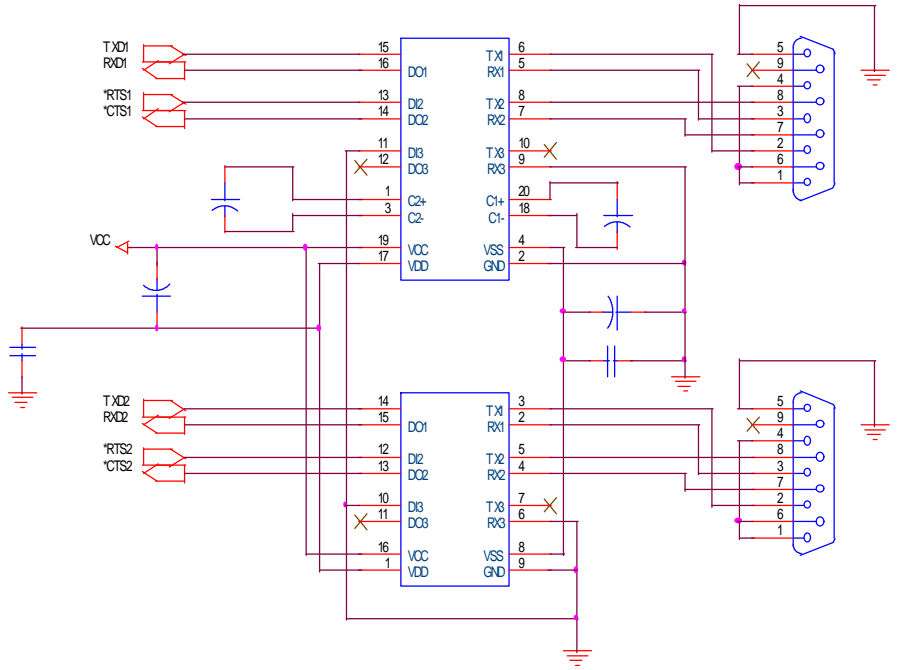 TXD1 15 TX1 6 5
RXD1 16 DO1 RX1 5 9
4
*RTS1 13 DI2 TX2 8 8
*CTS1 14 DO2 RX2 7 3
7
11 DI3 TX3 10 2
12 DO3 RX3 9 6
1
1 C2+ C1+ 20
3 C2- C1- 18
VCC 19 VCC VSS 4
17 VDD GND 2
TXD2 14 TX1 3 5
RXD2 15 DO1 RX1 2 9
4
*RTS2 12 DI2 TX2 5 8
*CTS2 13 DO2 RX2 4 3
7
10 DI3 TX3 7 2
11 DO3 RX3 6 6
1
16 VCC VSS 8
1 VDD GND 9